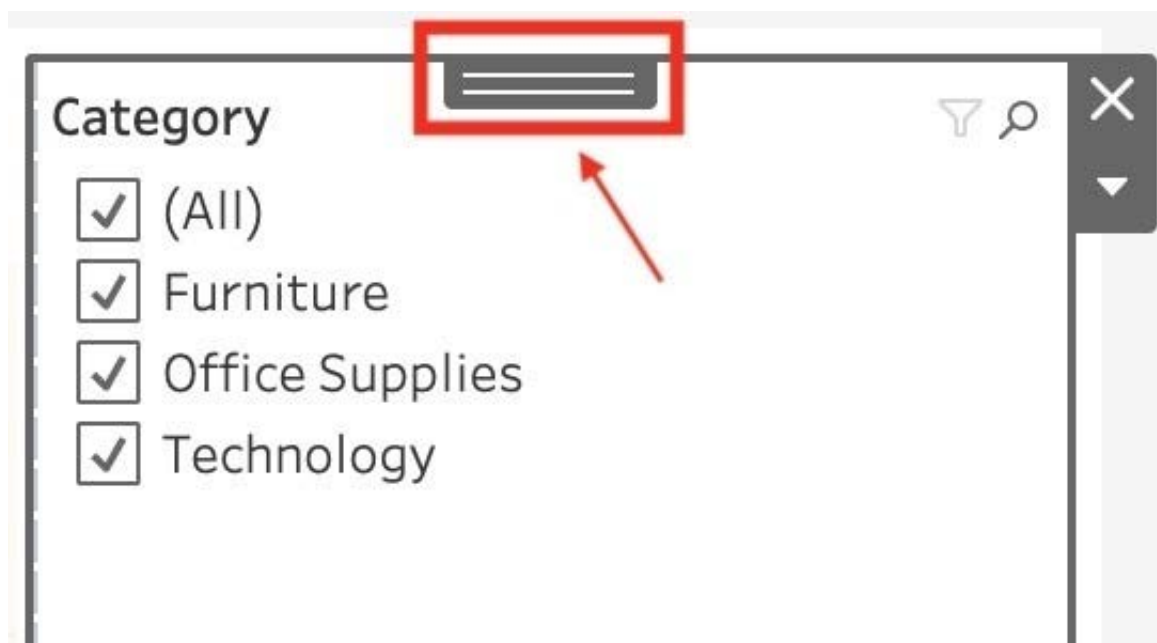 Category
(All)
Furniture
Office Supplies
Technology